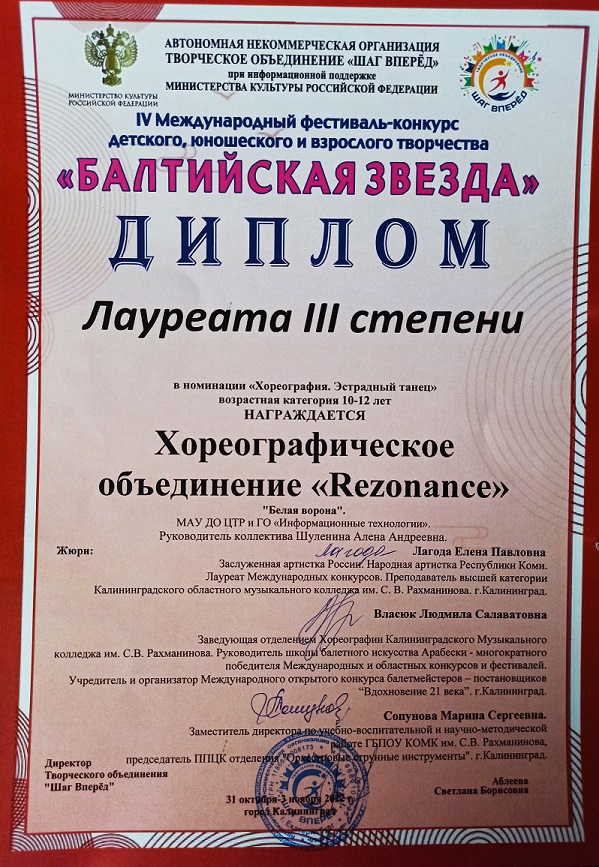 АВТОНОМНАЯ НЕКОММЕРЧЕСКАЯ ОРГАНИЗАЦИЯ
ТВОРЧЕСКОЕ ОБЪЕДИНЕНИЕ «ШАГ ВПЕРЁД»
при информационной поддержке
МИНИСТЕРСТВА КУЛЬТУРЫ РОССИЙСКОЙ ФЕДЕРАЦИИ
МИНИСТЕРСТВО КУЛЬТУРЫ
РОССИЙСКОЙ ФЕДЕРАЦИИ
ТВОРЧЕСКОЕ ОБЪЕДИНЕНИЕ
ШАГ ВПЕРЁД
IV Международный фестиваль-конкурс
детского, юношеского и взрослого творчества
«БАЛТИЙСКАЯ ЗВЕЗДА»
ДИПЛОМ
Лауреата III степени
в номинации «Хореография. Эстрадный танец»
возрастная категория 10-12 лет
НАГРАЖДАЕТСЯ
Хореографическое
объединение «Rezonance»
"Белая ворона".
МАУ ДО ЦТР и ГО «Информационные технологии».
Руководитель коллектива Шуленина Алена Андреевна.
Жюри: Лагода Елена Павловна
Заслуженная артистка России. Народная артистка Республики Коми.
Лауреат Международных конкурсов. Преподаватель высшей категории
Калининградского областного музыкального колледжа им. С. В. Рахманинова. г.Калининград.
Власюк Людмила Салаватовна
Заведующая отделением Хореографии Калининградского Музыкального
колледжа им. С.В. Рахманинова. Руководитель школы балетного искусства Арабески - многократного
победителя Международных и областных конкурсов и фестивалей.
Учредитель и организатор Международного открытого конкурса балетмейстеров – постановщиков
“Вдохновение 21 века”. г.Калининград.
Сопунова Марина Сергеевна.
Заместитель директора по учебно-воспитательной и научно-методической
работе ГБПОУ КОМК им. С.В. Рахманинова,
председатель ППЦК отделения "Оркестровые струнные инструменты". г.Калининград.
Директор
Творческого объединения
"Шаг Вперёд"
Аблеева
Светлана Борисовна
31 октября-3 ноября 2022 г.
город Калининград